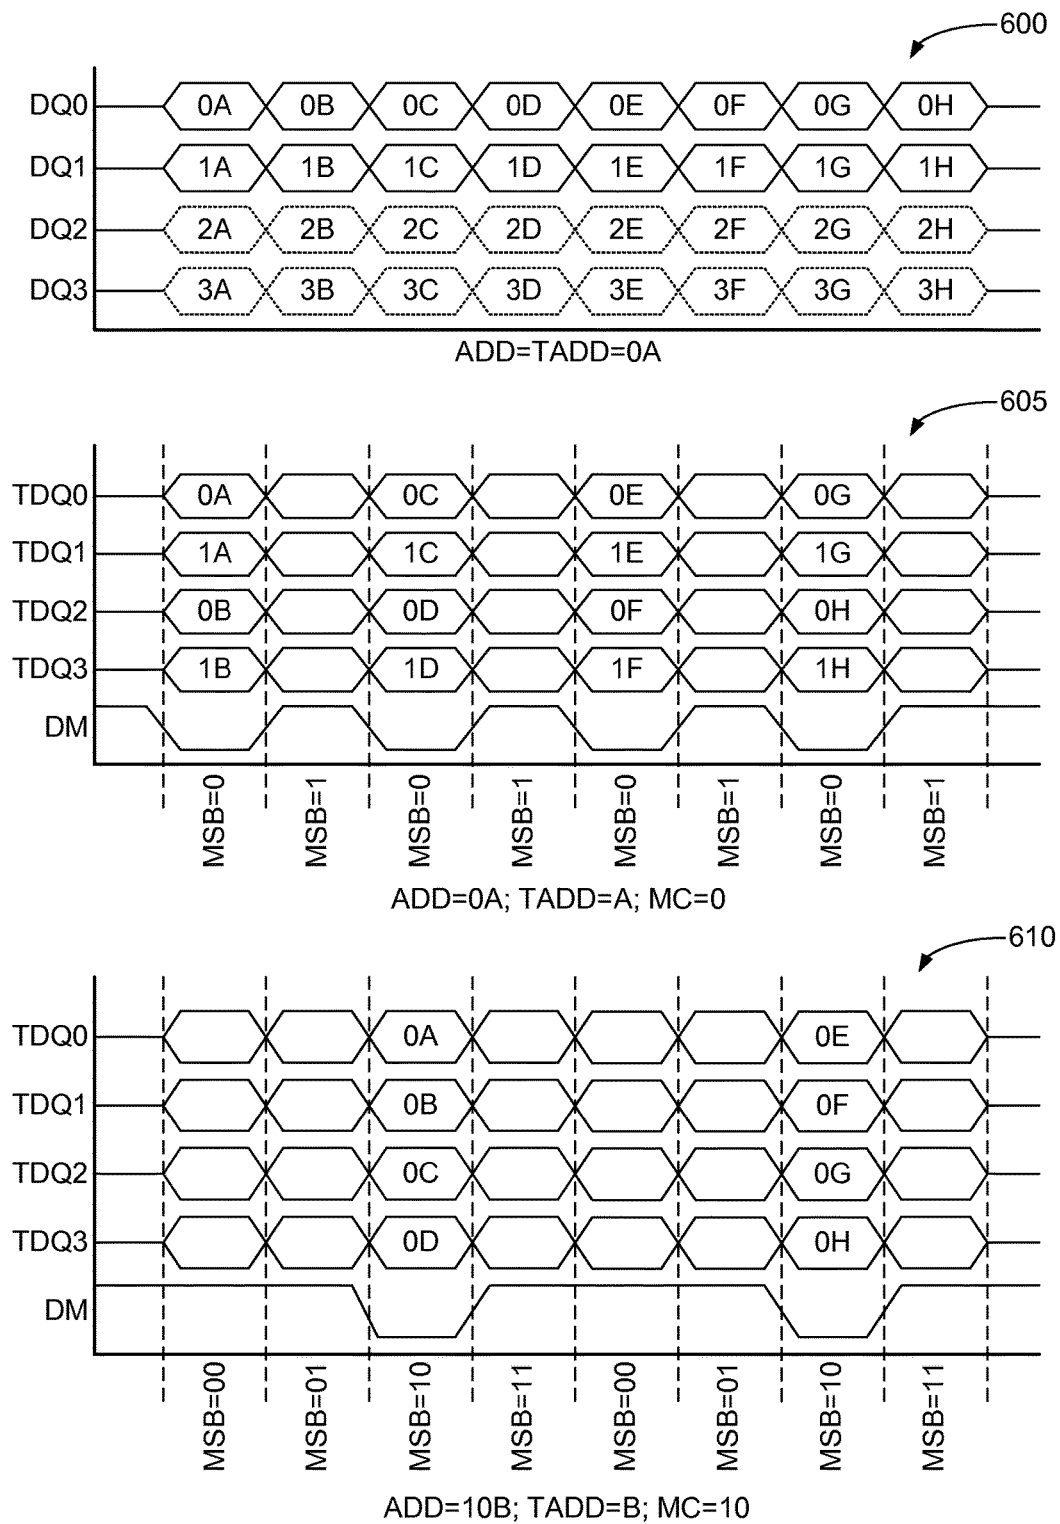 600
DQ0 0A 0B 0C 0D 0E 0F 0G 0H
DQ1 1A 1B 1C 1D 1E 1F 1G 1H
DQ2 2A 2B 2C 2D 2E 2F 2G 2H
DQ3 3A 3B 3C 3D 3E 3F 3G 3H
ADD=TADD=0A
605
TDQ0 0A 0C 0E 0G
TDQ1 1A 1C 1E 1G
TDQ2 0B 0D 0F 0H
TDQ3 1B 1D 1F 1H
DM
MSB=0 MSB=1 MSB=0 MSB=1 MSB=0 MSB=1 MSB=0 MSB=1
ADD=0A; TADD=A; MC=0
610
TDQ0 0A 0E
TDQ1 0B 0F
TDQ2 0C 0G
TDQ3 0D 0H
DM
MSB=00 MSB=01 MSB=10 MSB=11 MSB=00 MSB=01 MSB=10 MSB=11
ADD=10B; TADD=B; MC=10